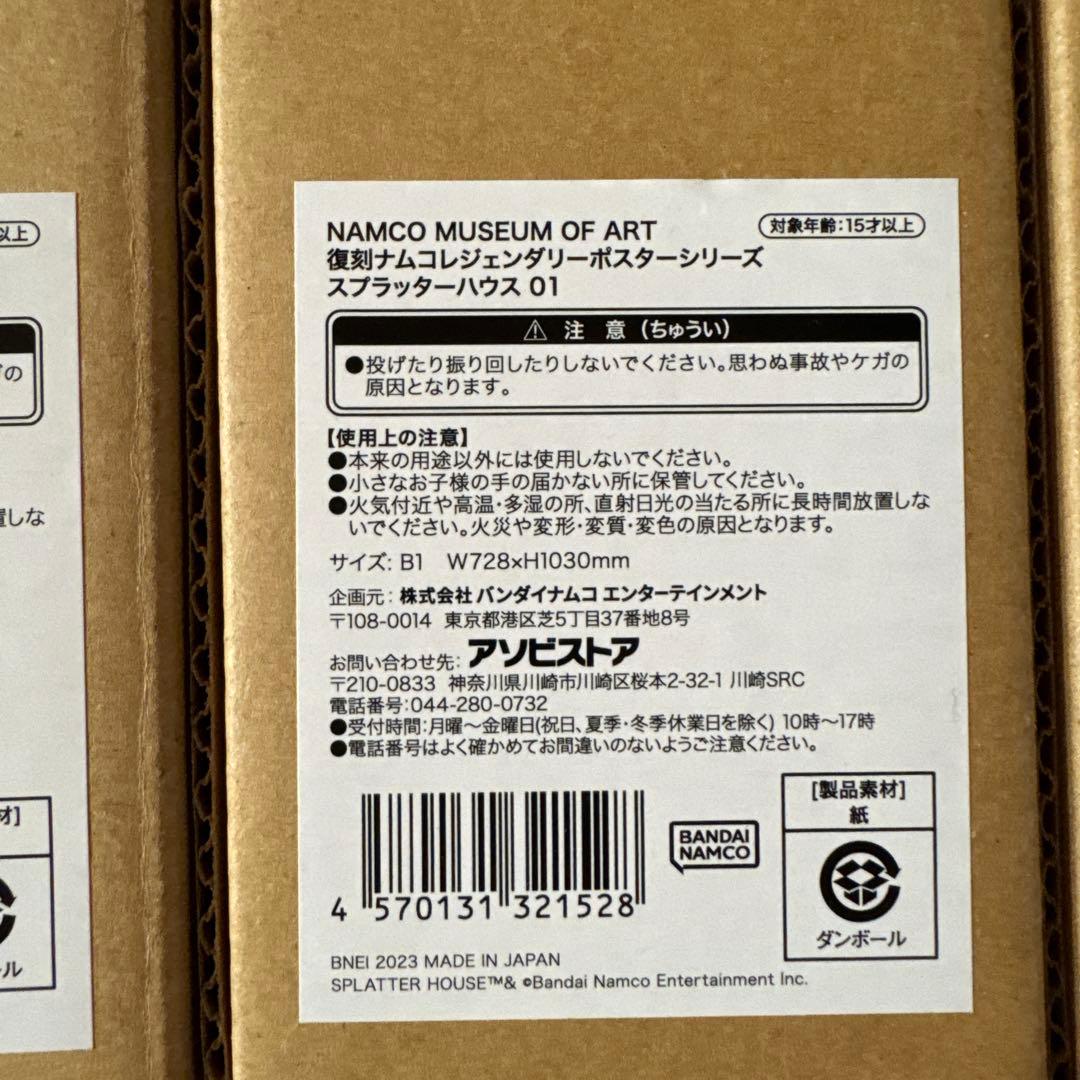 NAMCO MUSEUM OF ART
対象年齢:15才以上
復刻ナムコレジェンダリーポスターシリーズ
スプラッターハウス 01
⚠ 注 意 (ちゅうい)
●投げたり振り回したりしないでください。思わぬ事故やケガの
原因となります。
【使用上の注意】
●本来の用途以外には使用しないでください。
●小さなお子様の手の届かない所に保管してください。
●火気付近や高温・多湿の所、直射日光の当たる所に長時間放置しな
いでください。火災や変形・変質・変色の原因となります。
サイズ: B1 W728×H1030mm
企画元: 株式会社 バンダイナムコ エンターテインメント
〒108-0014 東京都港区芝5丁目37番地8号
お問い合わせ先: アソビストア
〒210-0833 神奈川県川崎市川崎区桜本2-32-1 川崎SRC
電話番号:044-280-0732
●受付時間:月曜～金曜日(祝日、夏季・冬季休業日を除く) 10時～17時
●電話番号はよく確かめてお間違いのないようご注意ください。
4 570131 321528
BANDAI
NAMCO
[製品素材]
紙
ダンボール
BNEI 2023 MADE IN JAPAN
SPLATTER HOUSE™& ©Bandai Namco Entertainment Inc.
以上
の
置しな
材]
ール